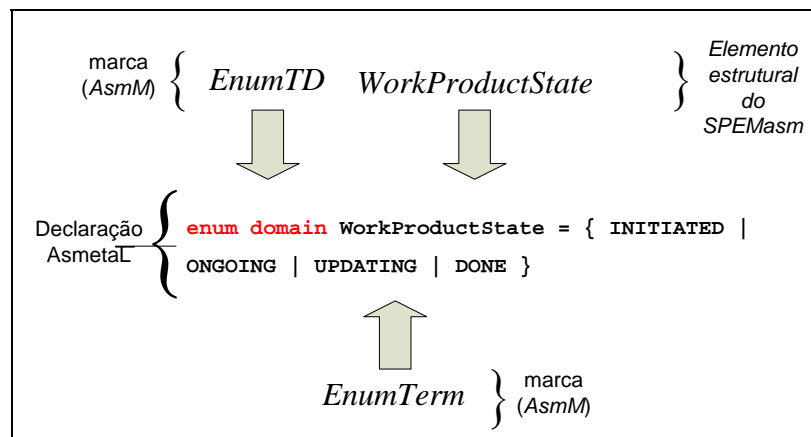 marca
(AsmM)
EnumTD
WorkProductState
Elemento
estrutural
do
SPEMasm
Declaração
AsmetaL
enum domain WorkProductState = { INITIATED |
ONGOING | UPDATING | DONE }
EnumTerm
marca
(AsmM)